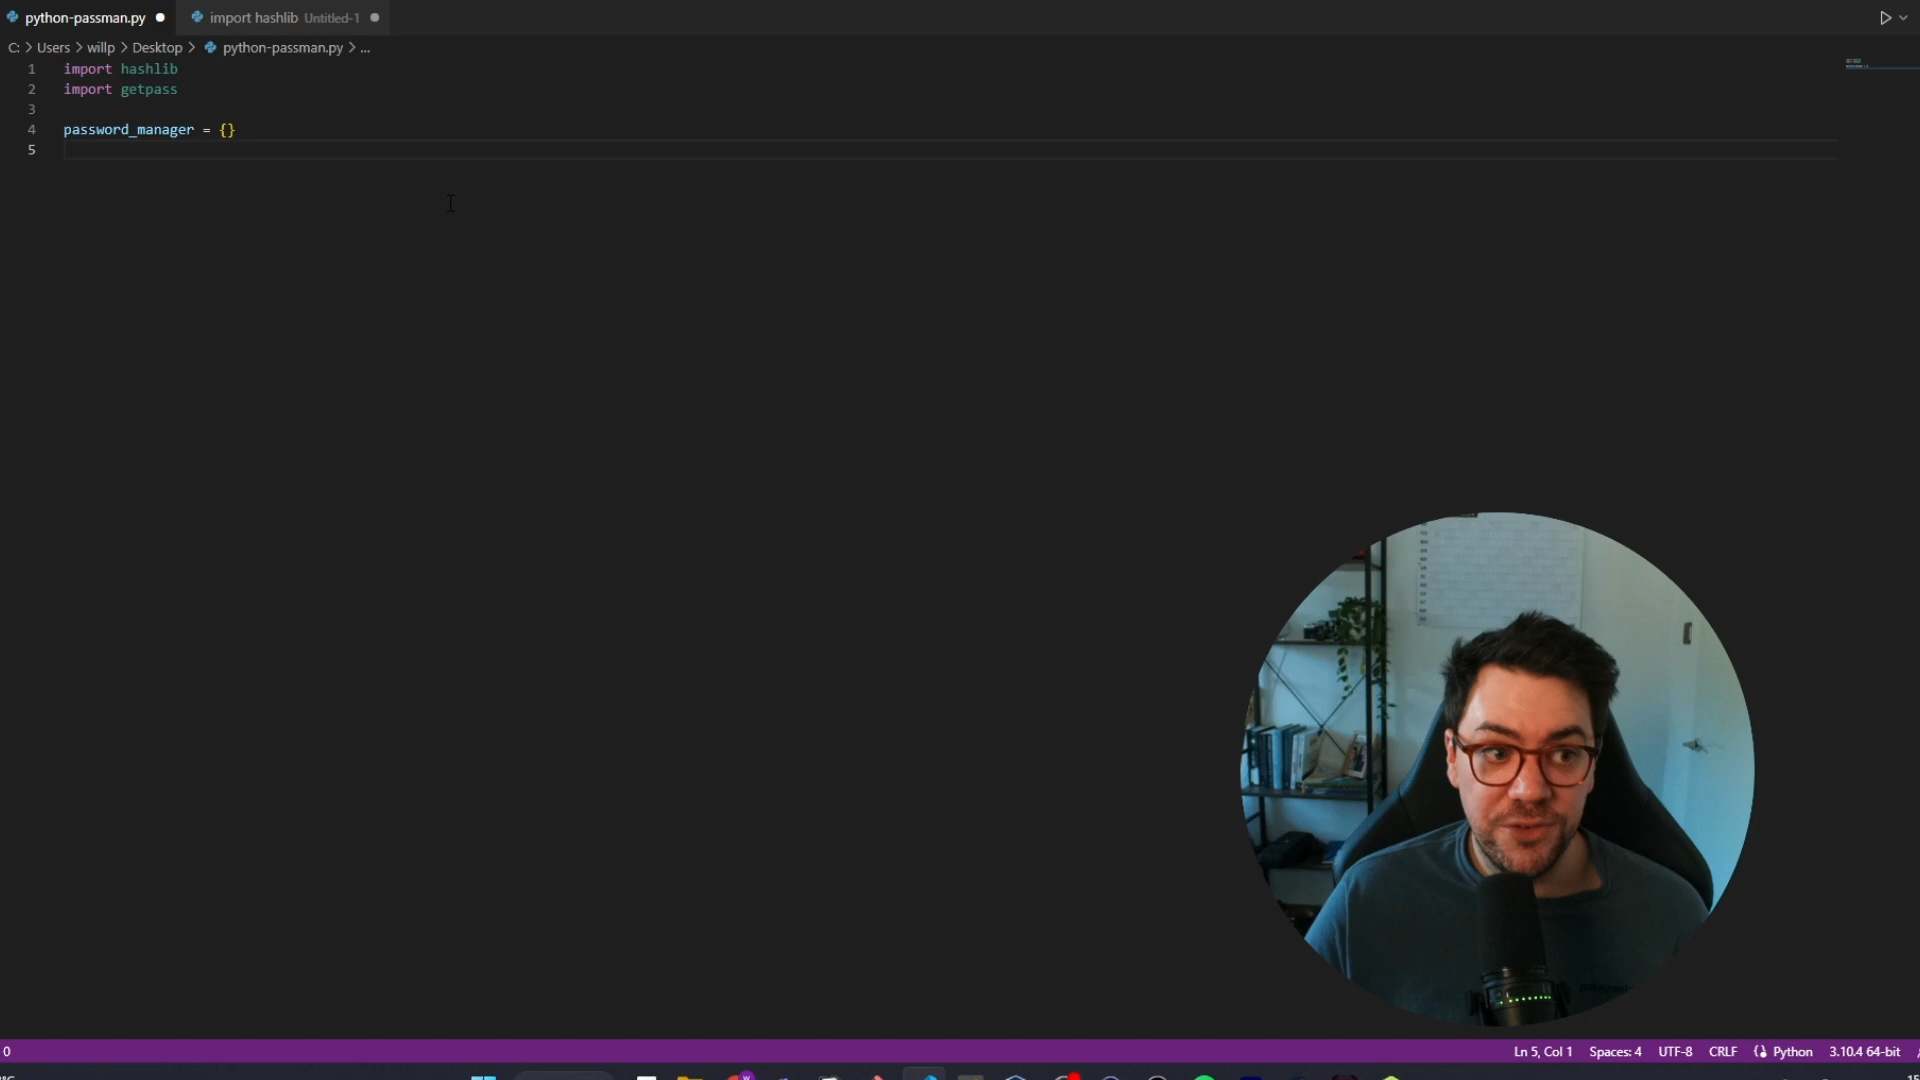 python-passman.py
import hashlib Untitled-1
C: > Users > willp > Desktop > python-passman.py > ...
1 import hashlib
2 import getpass
3
4 password_manager = {}
5
0 Ln 5, Col 1 Spaces: 4 UTF-8 CRLF Python 3.10.4 64-bit